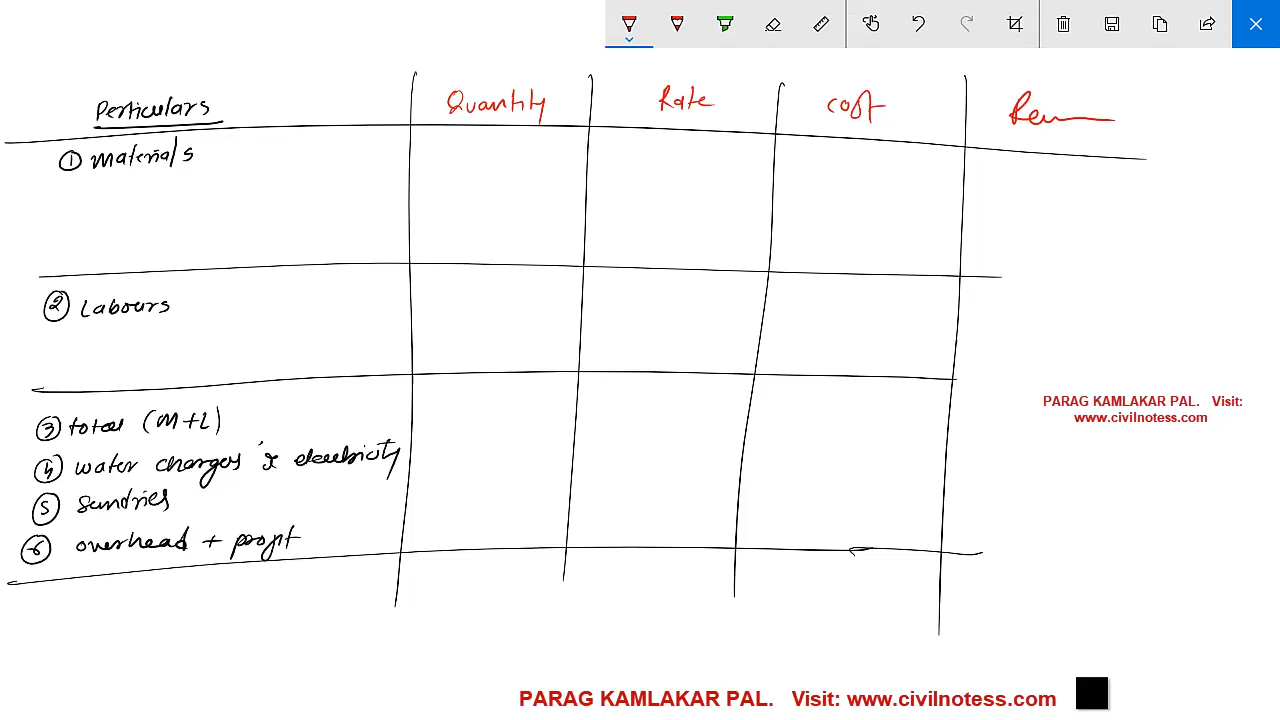 Perticulars Quantity Rate Cost
① Materials
② Labours
③ total (M+L)
④ water charges & electricity
⑤ Sundries
⑥ overhead + profit
PARAG KAMLAKAR PAL. Visit:
www.civilnotess.com
PARAG KAMLAKAR PAL. Visit: www.civilnotess.com